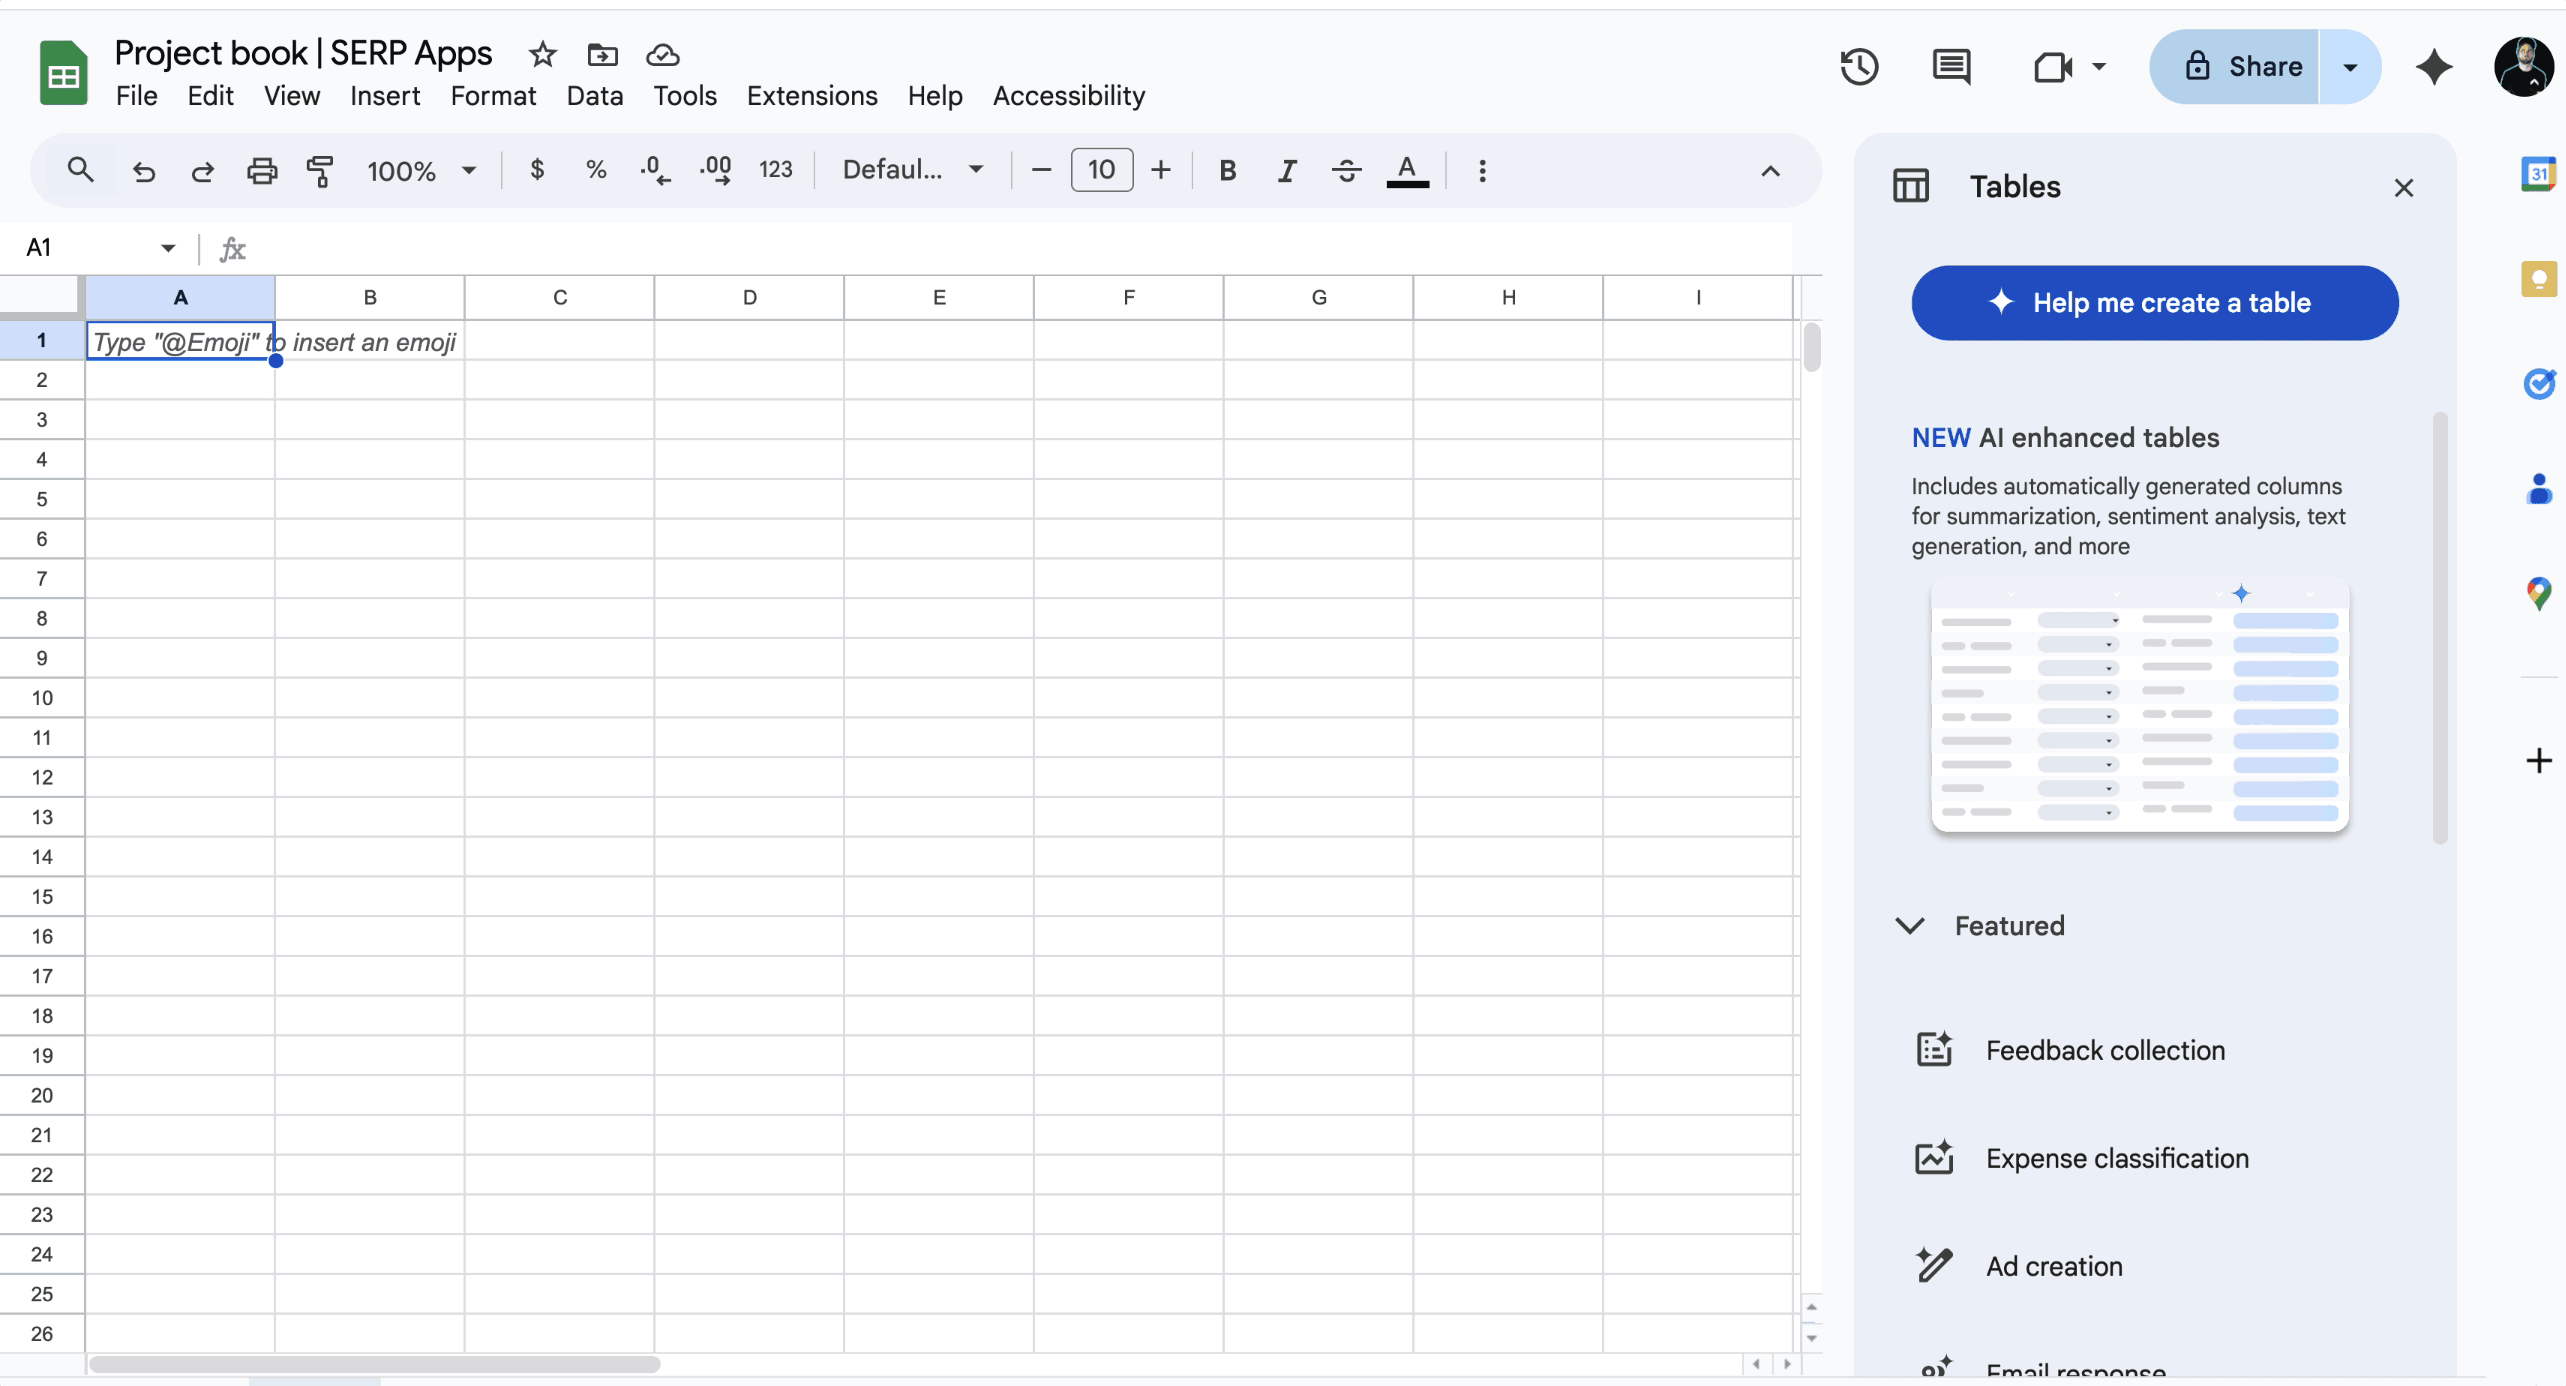 Project book | SERP Apps
File Edit View Insert Format Data Tools Extensions Help Accessibility
Share
100% $ % .0 .00 123 Defaul... 10 B I S A
A1 fx
A B C D E F G H I
1 Type "@Emoji" to insert an emoji
2
3
4
5
6
7
8
9
10
11
12
13
14
15
16
17
18
19
20
21
22
23
24
25
26
Tables
Help me create a table
NEW AI enhanced tables
Includes automatically generated columns
for summarization, sentiment analysis, text
generation, and more
Featured
Feedback collection
Expense classification
Ad creation
Email response
31